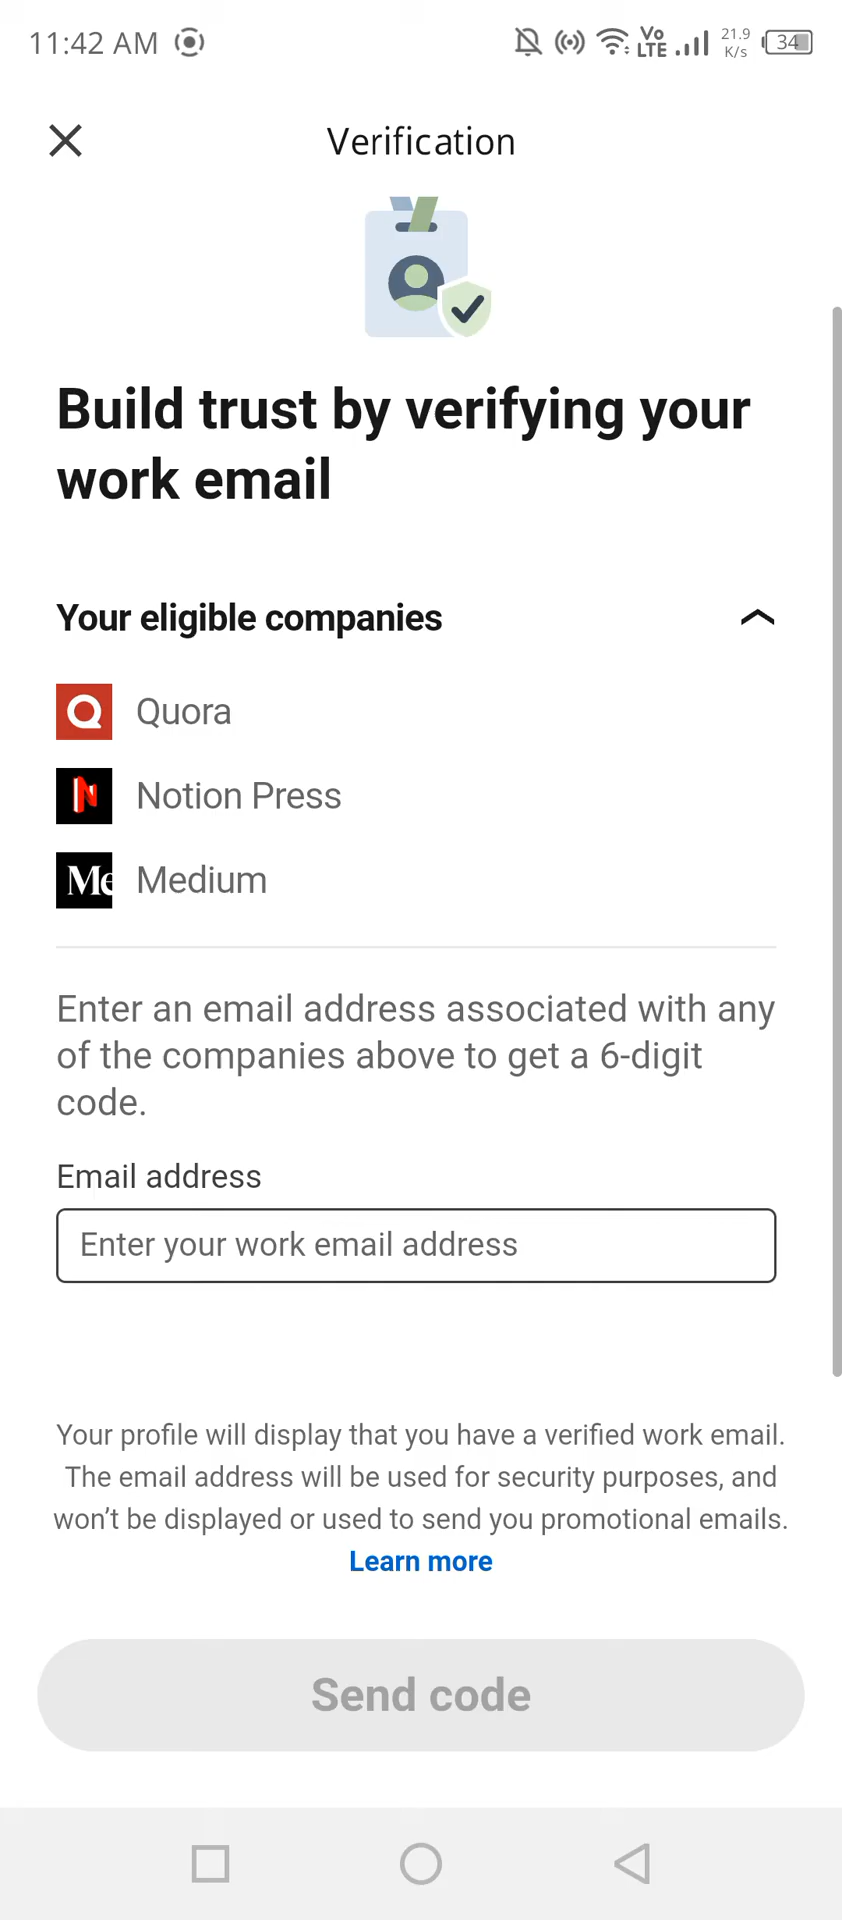 11:42 AM
Vo
LTE
21.9
K/s
34
Verification
Build trust by verifying your
work email
Your eligible companies
Q
Quora
N
Notion Press
Me
Medium
Enter an email address associated with any
of the companies above to get a 6-digit
code.
Email address
Enter your work email address
Your profile will display that you have a verified work email.
The email address will be used for security purposes, and
won’t be displayed or used to send you promotional emails.
Learn more
Send code